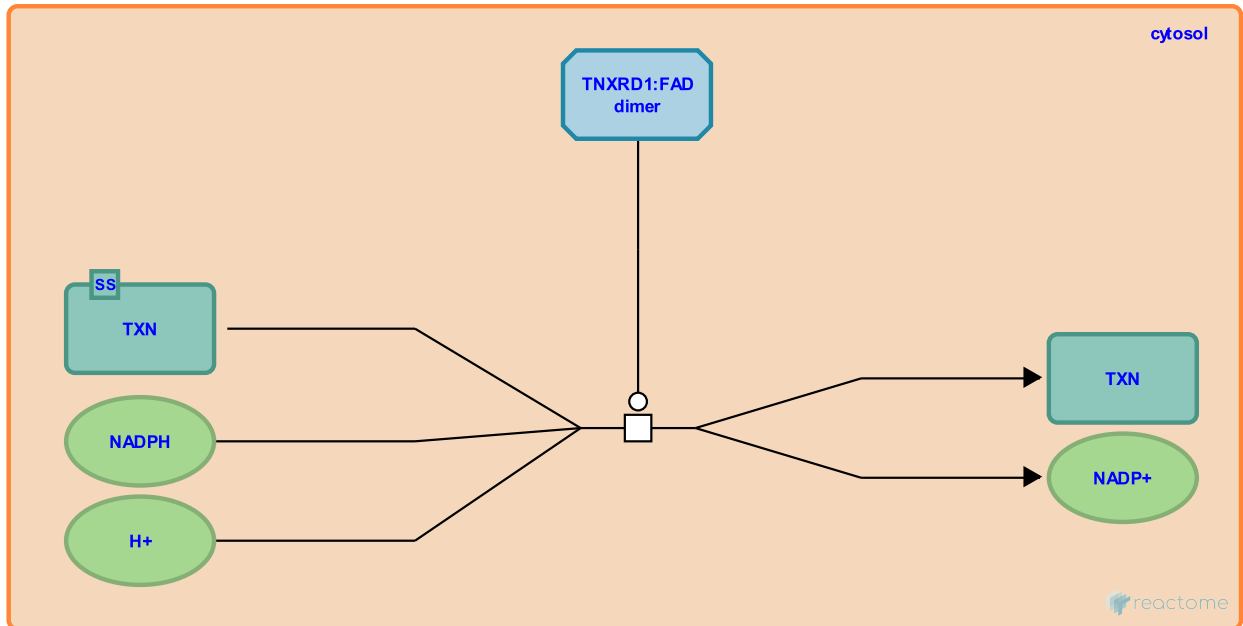 cytosol
TNXRD1:FAD
dimer
SS
TXN
NADPH
H+
TXN
NADP+
reactome